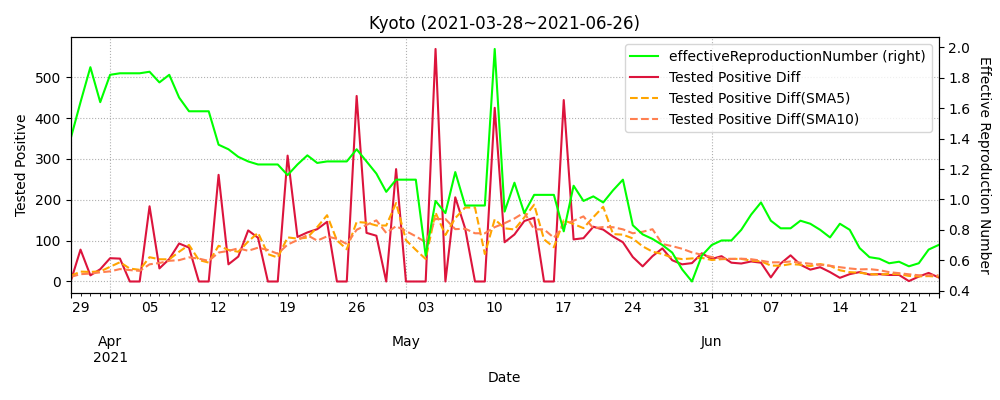 Kyoto (2021-03-28~2021-06-26)
effectiveReproductionNumber (right)
Tested Positive Diff
Tested Positive Diff(SMA5)
Tested Positive Diff(SMA10)
Tested Positive
500
400
300
200
100
0
2.0
1.8
1.6
1.4
1.2
1.0
0.8
0.6
0.4
Effective Reproduction Number
29 05 12 19 26 03 10 17 24 31 07 14 21
Apr May Jun
2021
Date